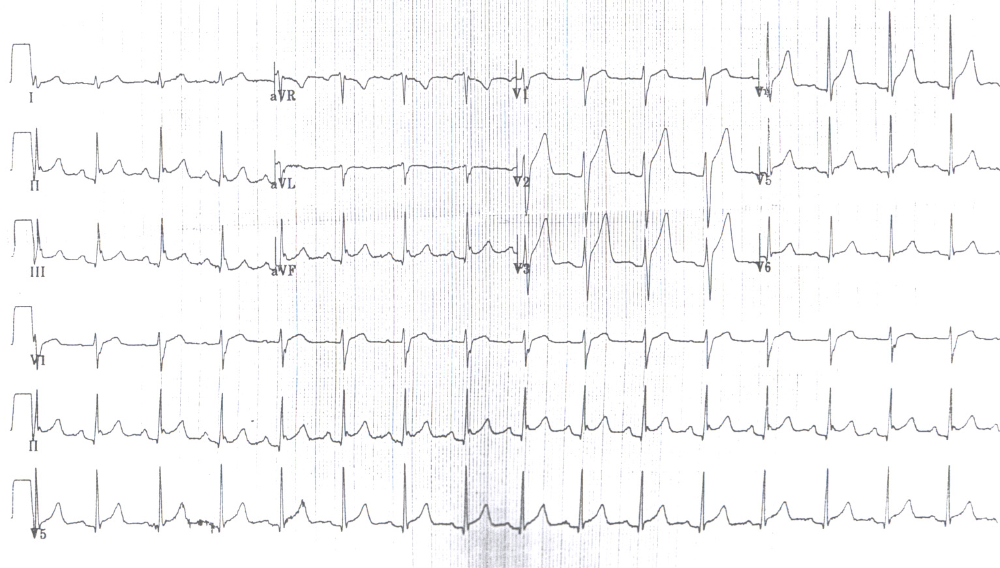 I aVR V1
II aVL V2 V5
III aVF V3 V6
V1
II
V5